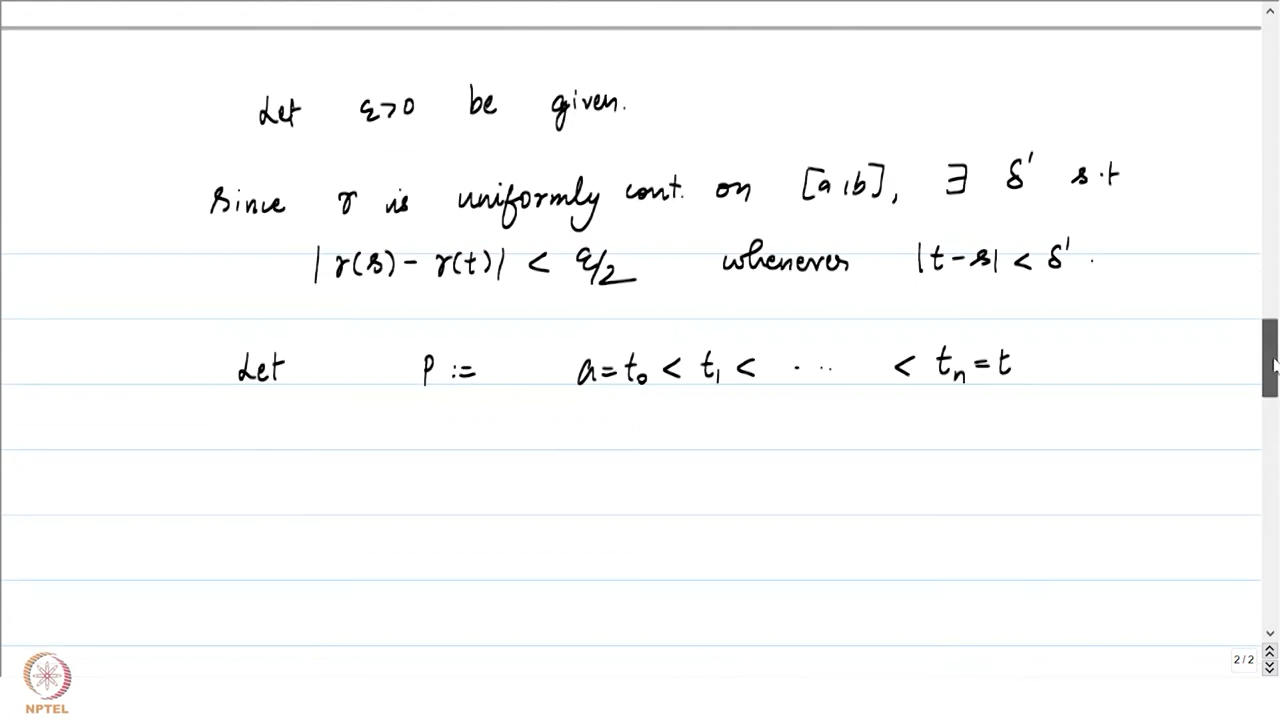 Let ε>0 be given.
Since γ is uniformly cont. on [a,b], ∃ δ' s.t
|γ(s) - γ(t)| < ε/2 whenever |t-s| < δ'.
Let P := a = t₀ < t₁ < . .. < tₙ = t
2 / 2
NPTEL